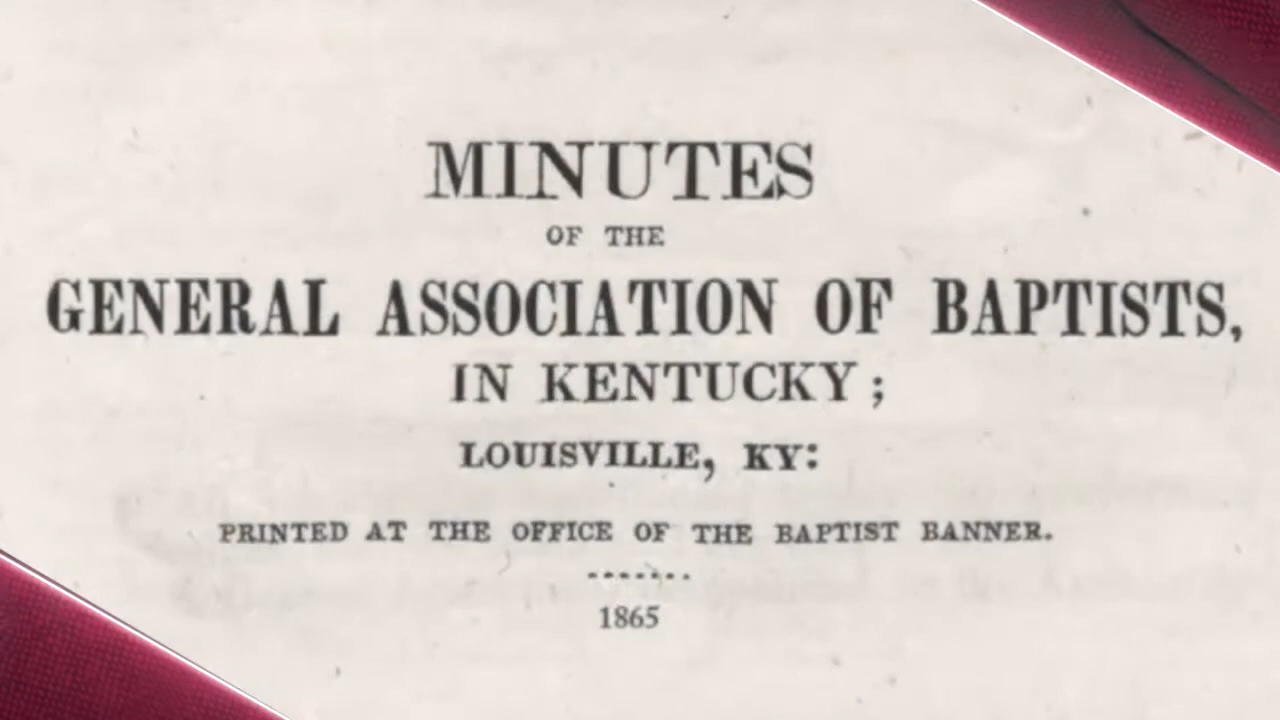 MINUTES
OF THE
GENERAL ASSOCIATION OF BAPTISTS,
IN KENTUCKY;
LOUISVILLE, KY:
PRINTED AT THE OFFICE OF THE BAPTIST BANNER.
1865